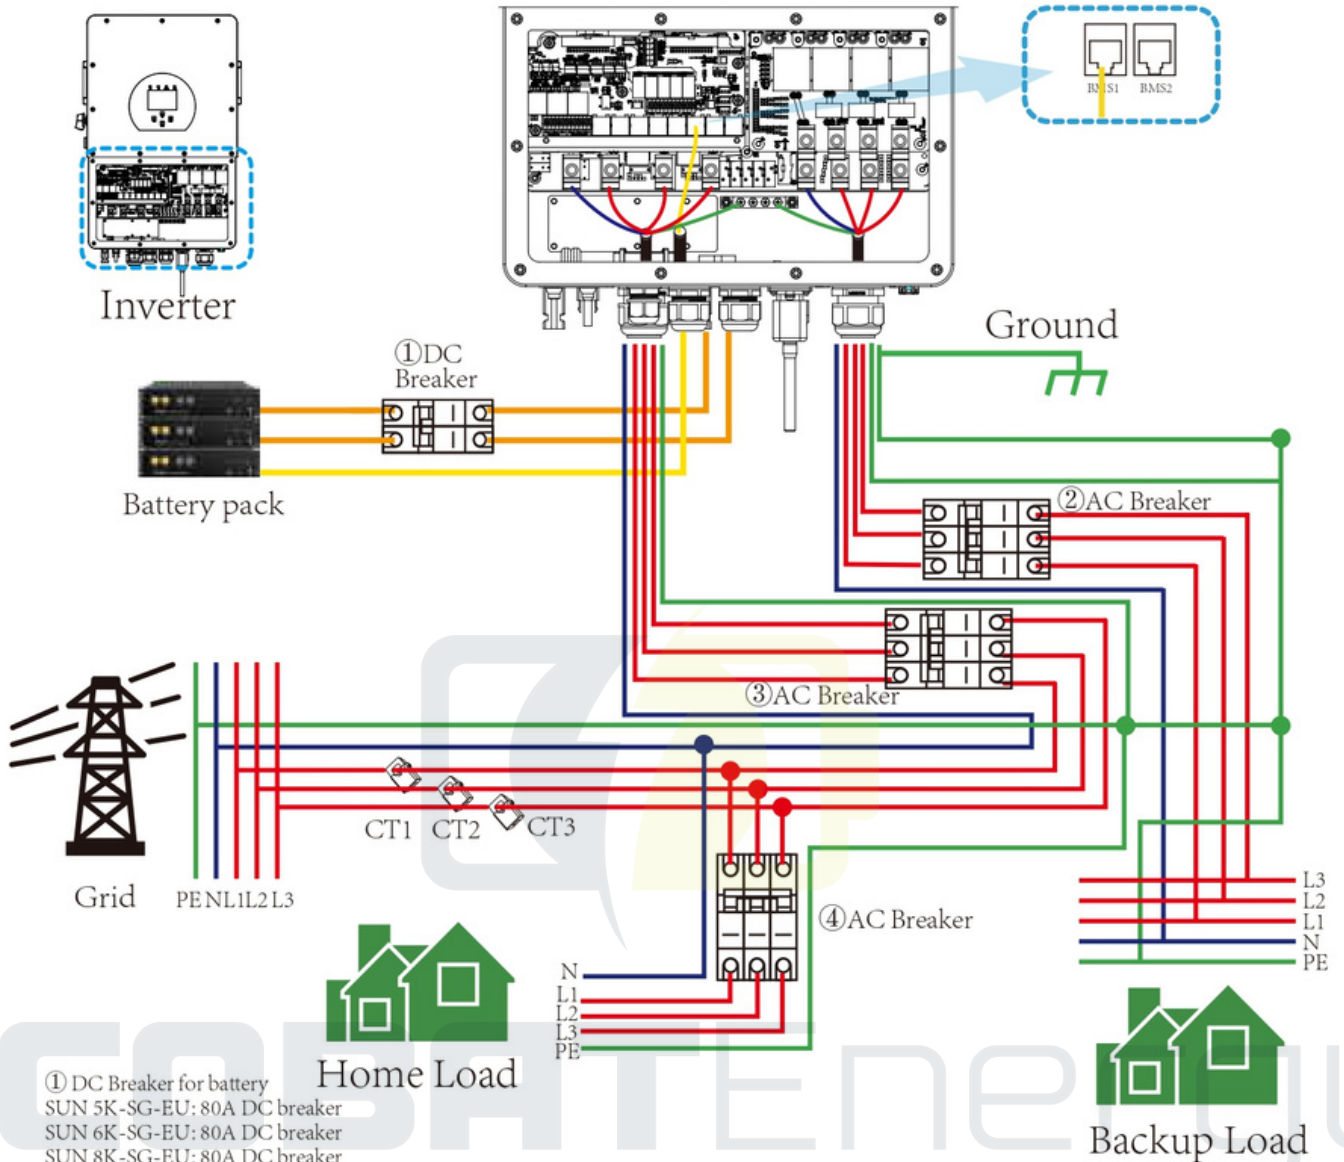 BMS1 BMS2
Inverter
Ground
①DC
Breaker
Battery pack
②AC Breaker
③AC Breaker
CT1 CT2 CT3
Grid
PE N L1 L2 L3
④AC Breaker
L3
L2
L1
N
PE
N
L1
L2
L3
PE
Home Load
① DC Breaker for battery
SUN 5K-SG-EU: 80A DC breaker
SUN 6K-SG-EU: 80A DC breaker
SUN 8K-SG-EU: 80A DC breaker
Backup Load